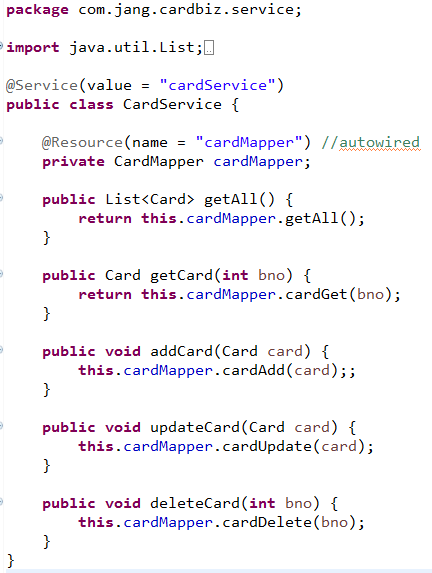 package com.jang.cardbiz.service;
import java.util.List;
@Service(value = "cardService")
public class CardService {
@Resource(name = "cardMapper") //autowired
private CardMapper cardMapper;
public List<Card> getAll() {
return this.cardMapper.getAll();
}
public Card getCard(int bno) {
return this.cardMapper.cardGet(bno);
}
public void addCard(Card card) {
this.cardMapper.cardAdd(card);;
}
public void updateCard(Card card) {
this.cardMapper.cardUpdate(card);
}
public void deleteCard(int bno) {
this.cardMapper.cardDelete(bno);
}
}